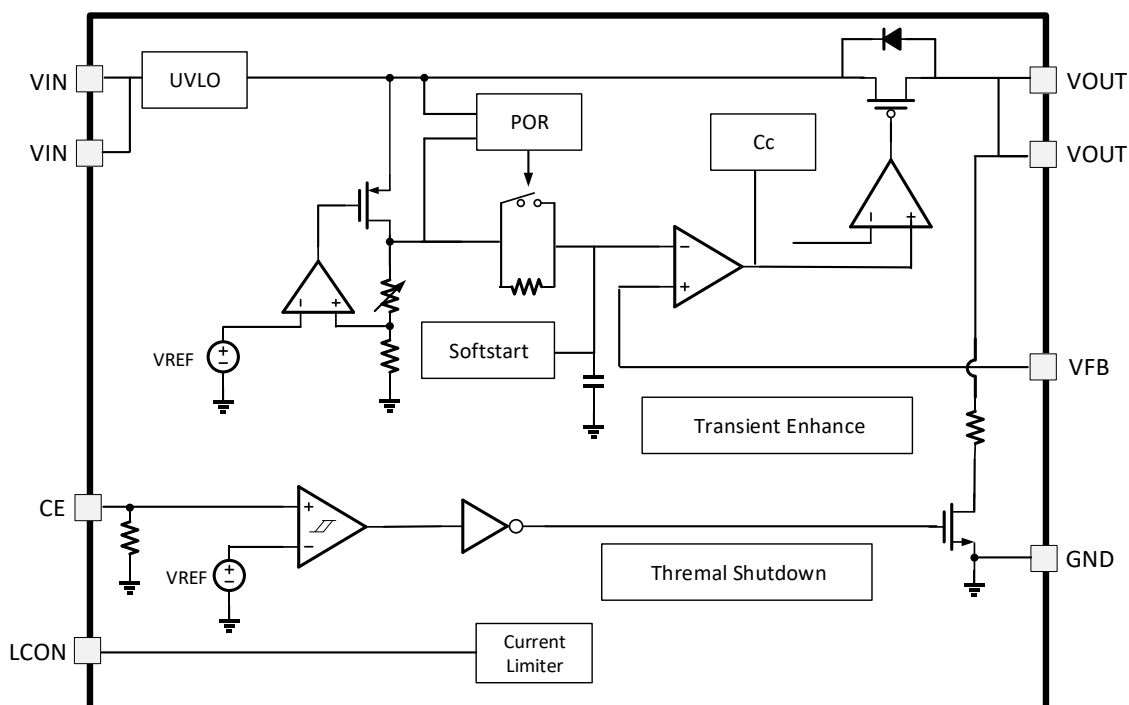 VIN
UVLO
VOUT
VIN
POR
Cc
VOUT
− 
+
VREF
+
−
Softstart
VFB
Transient Enhance
CE
+
−
VREF
+
−
Thremal Shutdown
GND
LCON
Current
Limiter